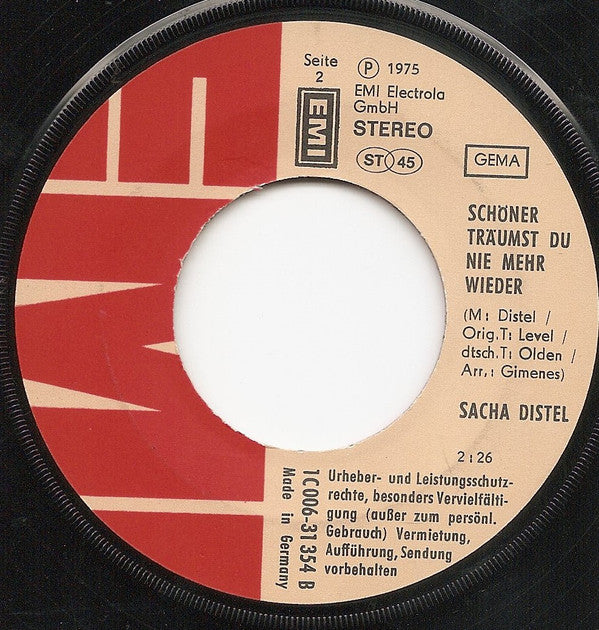 Seite
2
Ⓟ 1975
EMI Electrola
GmbH
STEREO
ST 45
EMI
GEMA
SCHÖNER
TRÄUMST DU
NIE MEHR
WIEDER
(M: Distel /
Orig.T: Level /
dtsch.T: Olden /
Arr.: Gimenes)
SACHA DISTEL
2:26
Urheber- und Leistungsschutz-
rechte, besonders Vervielfälti-
gung (außer zum persönl.
Gebrauch) Vermietung,
Aufführung, Sendung
vorbehalten
1C006-31 354 B
Made in Germany
EMI